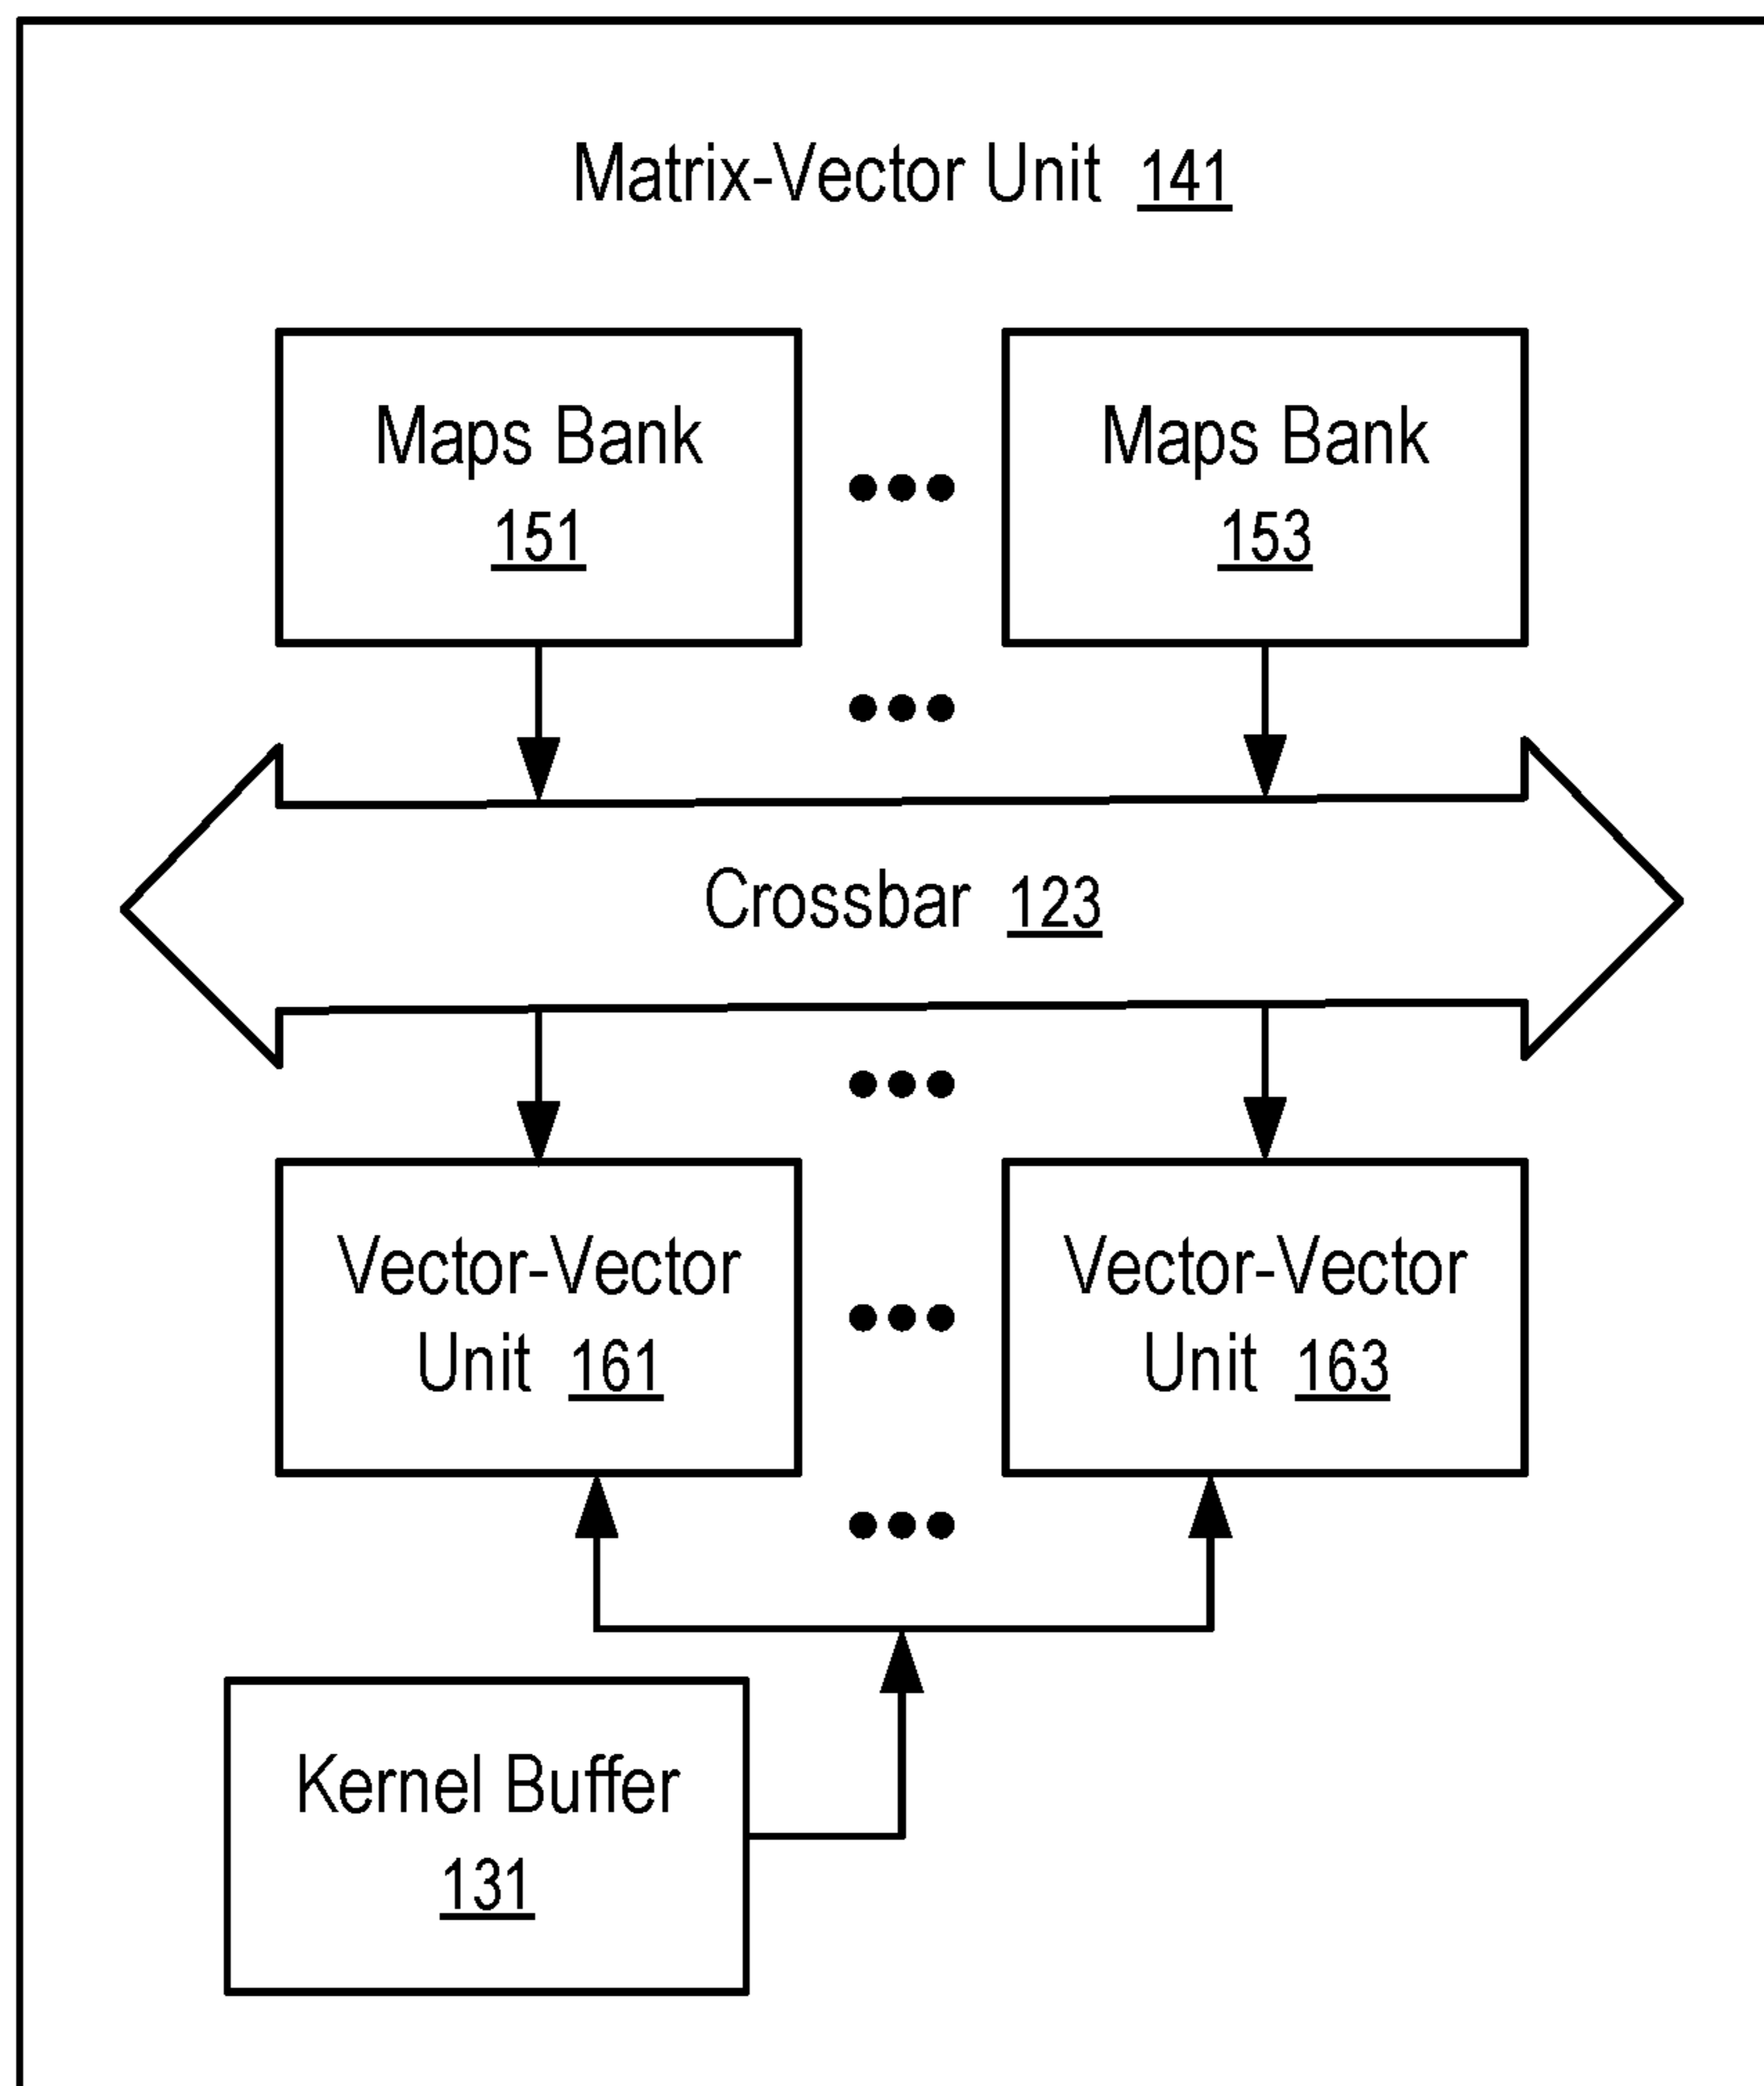 Matrix-Vector Unit 141
Maps Bank
151
Maps Bank
153
Crossbar 123
Vector-Vector
Unit 161
Vector-Vector
Unit 163
Kernel Buffer
131